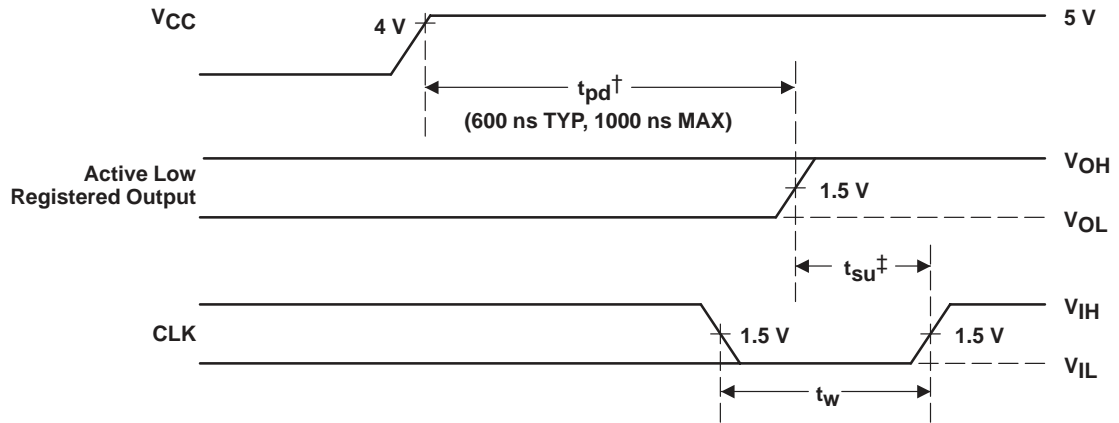 VCC
4 V
5 V
tpd†
(600 ns TYP, 1000 ns MAX)
Active Low
Registered Output
VOH
1.5 V
VOL
tsu‡
CLK
VIH
1.5 V
1.5 V
VIL
tw